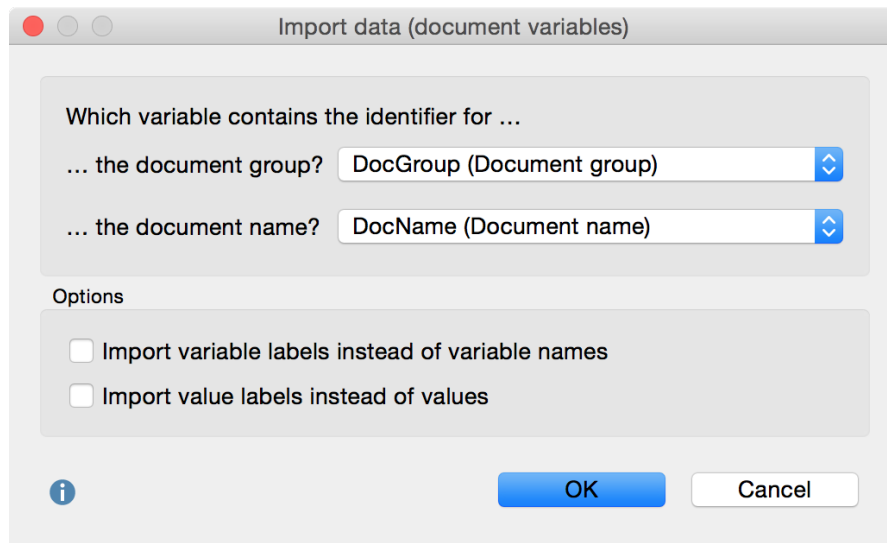 Import data (document variables)
Which variable contains the identifier for …
… the document group? DocGroup (Document group)
… the document name? DocName (Document name)
Options
Import variable labels instead of variable names
Import value labels instead of values
i OK Cancel